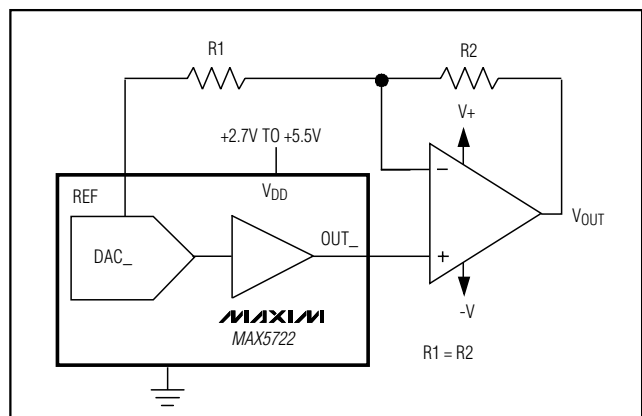 R1
R2
V+
+2.7V TO +5.5V
REF
VDD
−
DAC_
OUT_
VOUT
+
MAXIM
MAX5722
-V
R1 = R2